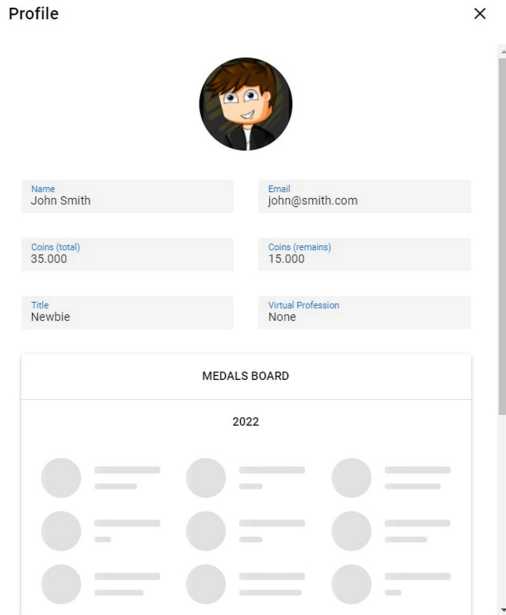 Profile
Name
John Smith
Email
john@smith.com
Coins (total)
35.000
Coins (remains)
15.000
Title
Newbie
Virtual Profession
None
MEDALS BOARD
2022